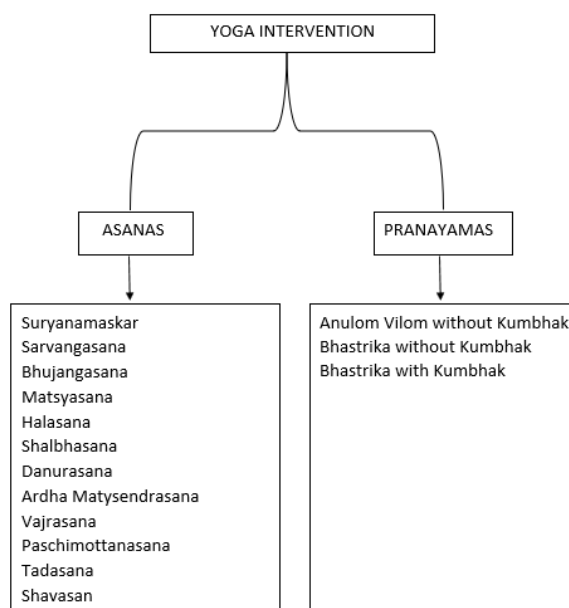 YOGA INTERVENTION
ASANAS
PRANAYAMAS
Suryanamaskar
Sarvangasana
Bhujangasana
Matsyasana
Halasana
Shalbhasana
Danurasana
Ardha Matysendrasana
Vajrasana
Paschimottanasana
Tadasana
Shavasan
Anulom Vilom without Kumbhak
Bhastrika without Kumbhak
Bhastrika with Kumbhak